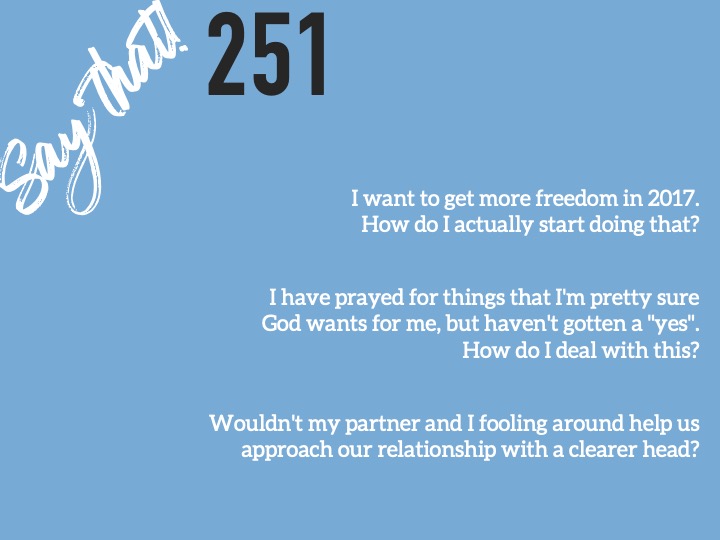 Say that!
251
I want to get more freedom in 2017.
How do I actually start doing that?
I have prayed for things that I'm pretty sure
God wants for me, but haven't gotten a "yes".
How do I deal with this?
Wouldn't my partner and I fooling around help us
approach our relationship with a clearer head?